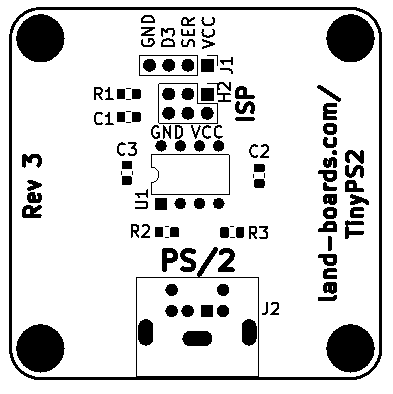 GND D3 SER VCC
J1
H2
R1
ISP
C1
GND VCC
C3
C2
U1
Rev 3
land-boards.com/
TinyPS2
R2
R3
PS/2
J2